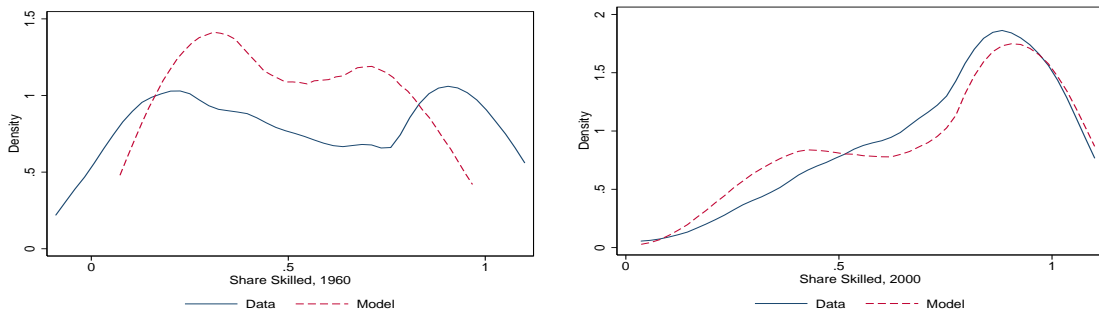 1.5
1
.5
0
Density
0 .5 1
Share Skilled, 1960
Data Model
2
1.5
1
.5
0
Density
0 .5 1
Share Skilled, 2000
Data Model